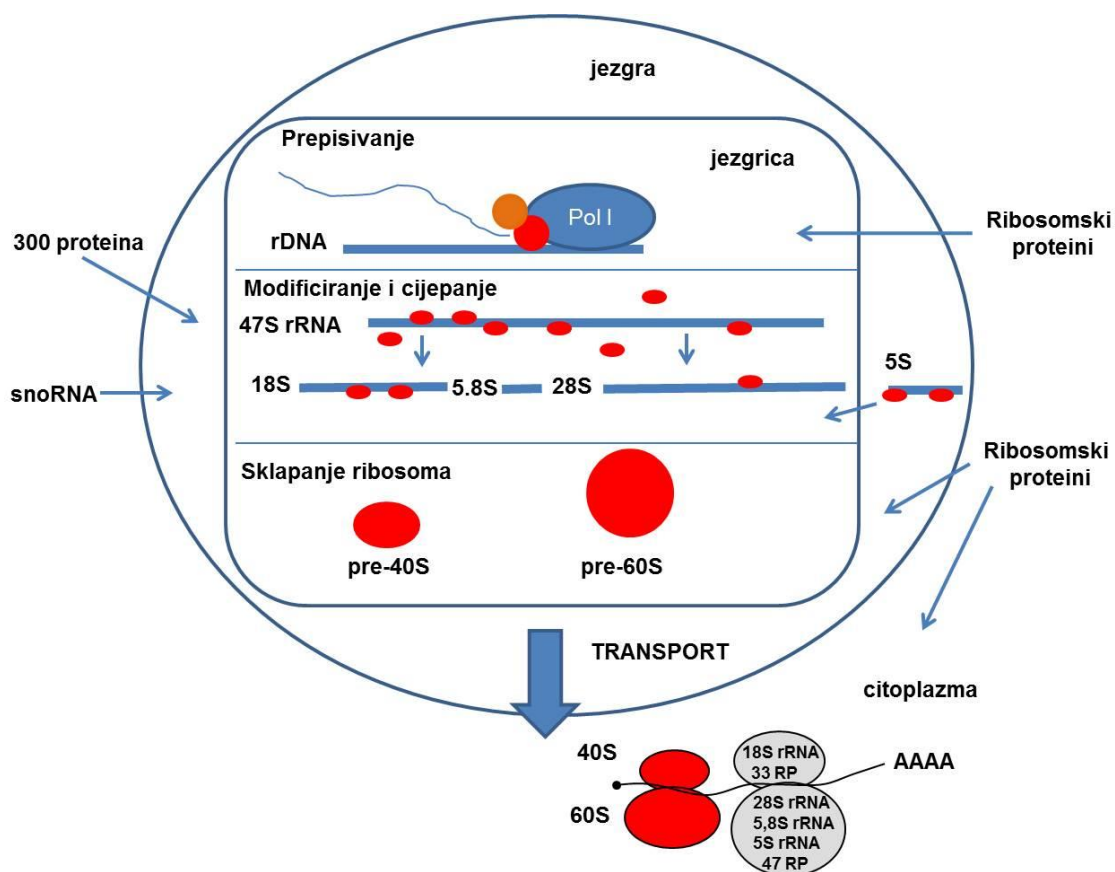 jezgra
Prepisivanje
jezgrica
Pol I
rDNA
Ribosomski
proteini
300 proteina
Modificiranje i cijepanje
47S rRNA
18S
5.8S
28S
5S
snoRNA
Sklapanje ribosoma
Ribosomski
proteini
pre-40S
pre-60S
TRANSPORT
citoplazma
40S
18S rRNA
33 RP
AAAA
60S
28S rRNA
5,8S rRNA
5S rRNA
47 RP